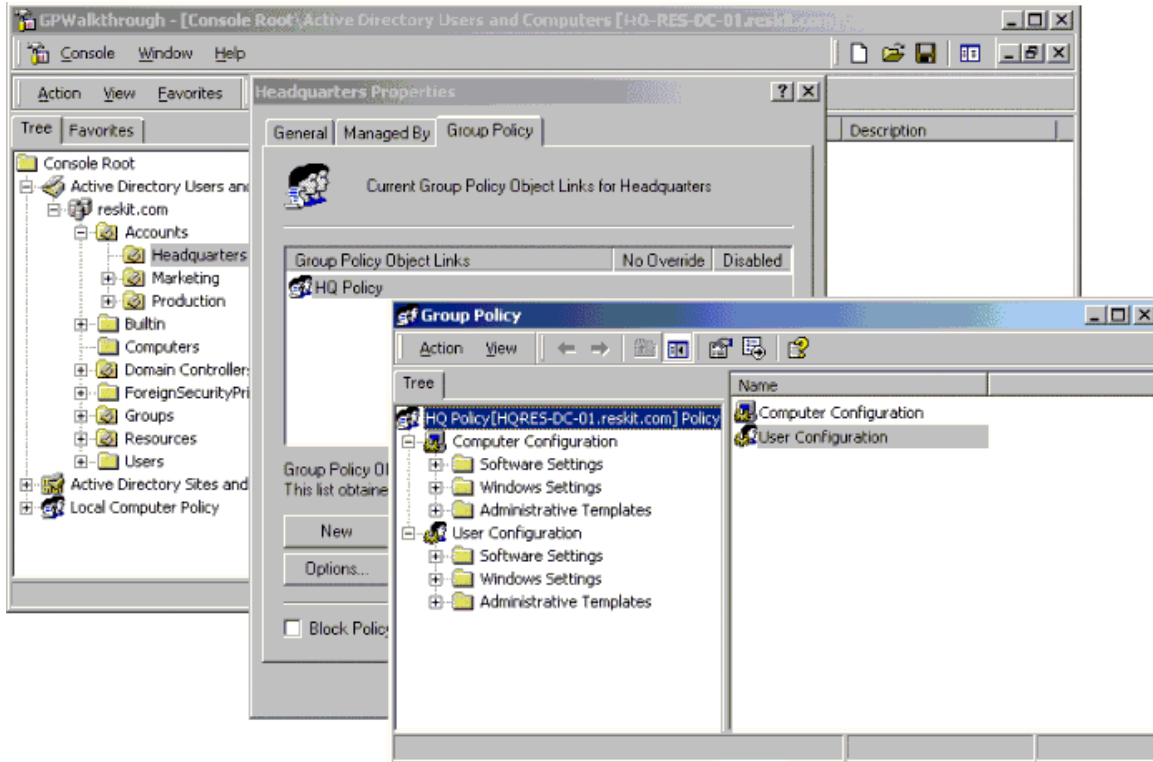 GPWalkthrough - [Console Root\Active Directory Users and Computers [HQ-RES-DC-01.reskit.com
Console Window Help
Action View Favorites
Tree Favorites
Description
Console Root
Active Directory Users and
reskit.com
Accounts
Headquarters
Marketing
Production
Builtin
Computers
Domain Controllers
ForeignSecurityPri
Groups
Resources
Users
Active Directory Sites and
Local Computer Policy
Headquarters Properties
General Managed By Group Policy
Current Group Policy Object Links for Headquarters
Group Policy Object Links No Override Disabled
HQ Policy
Group Policy Ob
This list obtaine
New
Options...
Block Policy
Group Policy
Action View
Tree
Name
HQ Policy[HQRES-DC-01.reskit.com] Policy
Computer Configuration
Software Settings
Windows Settings
Administrative Templates
User Configuration
Software Settings
Windows Settings
Administrative Templates
Computer Configuration
User Configuration